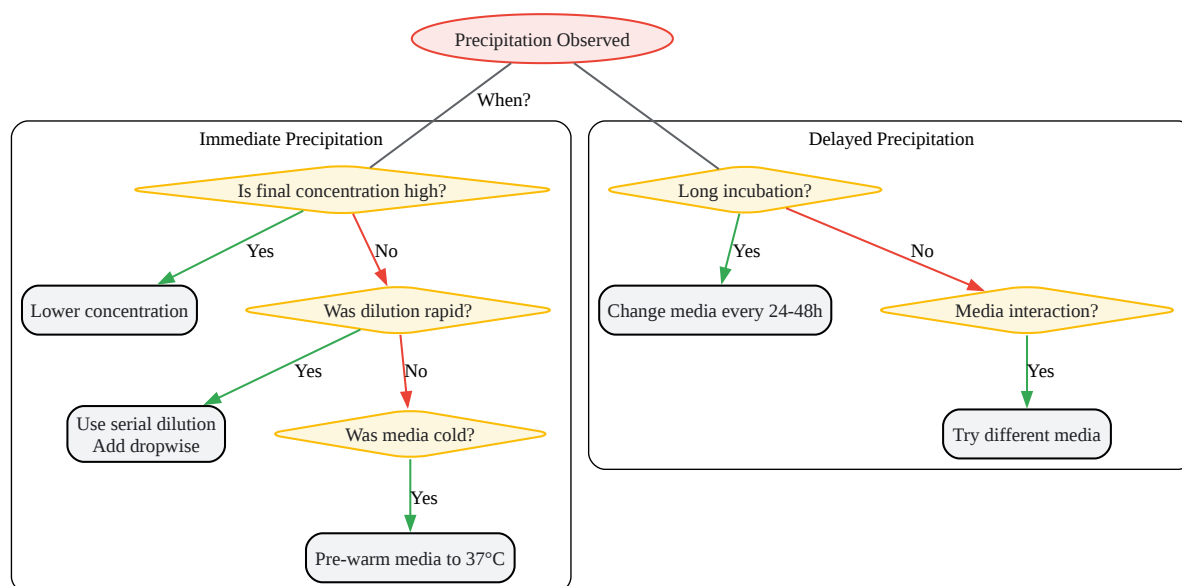 Precipitation Observed
When?
Immediate Precipitation
Is final concentration high?
Yes
No
Lower concentration
Was dilution rapid?
Yes
No
Use serial dilution
Add dropwise
Was media cold?
Yes
Pre-warm media to 37°C
Delayed Precipitation
Long incubation?
Yes
No
Change media every 24-48h
Media interaction?
Yes
Try different media